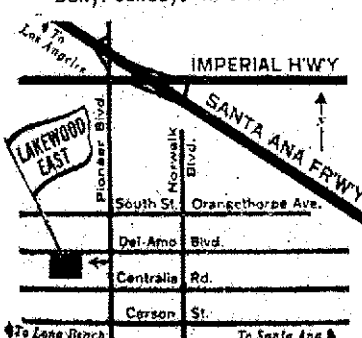 To
Los Angeles
IMPERIAL H'WY
SANTA ANA FR'WY
LAKEWOOD
EAST
Pioneer Blvd.
Norwalk
Blvd.
South St. Orangethorpe Ave.
Del-Amo Blvd.
Centralia Rd.
Carson St.
To Long Beach
To Santa Ana